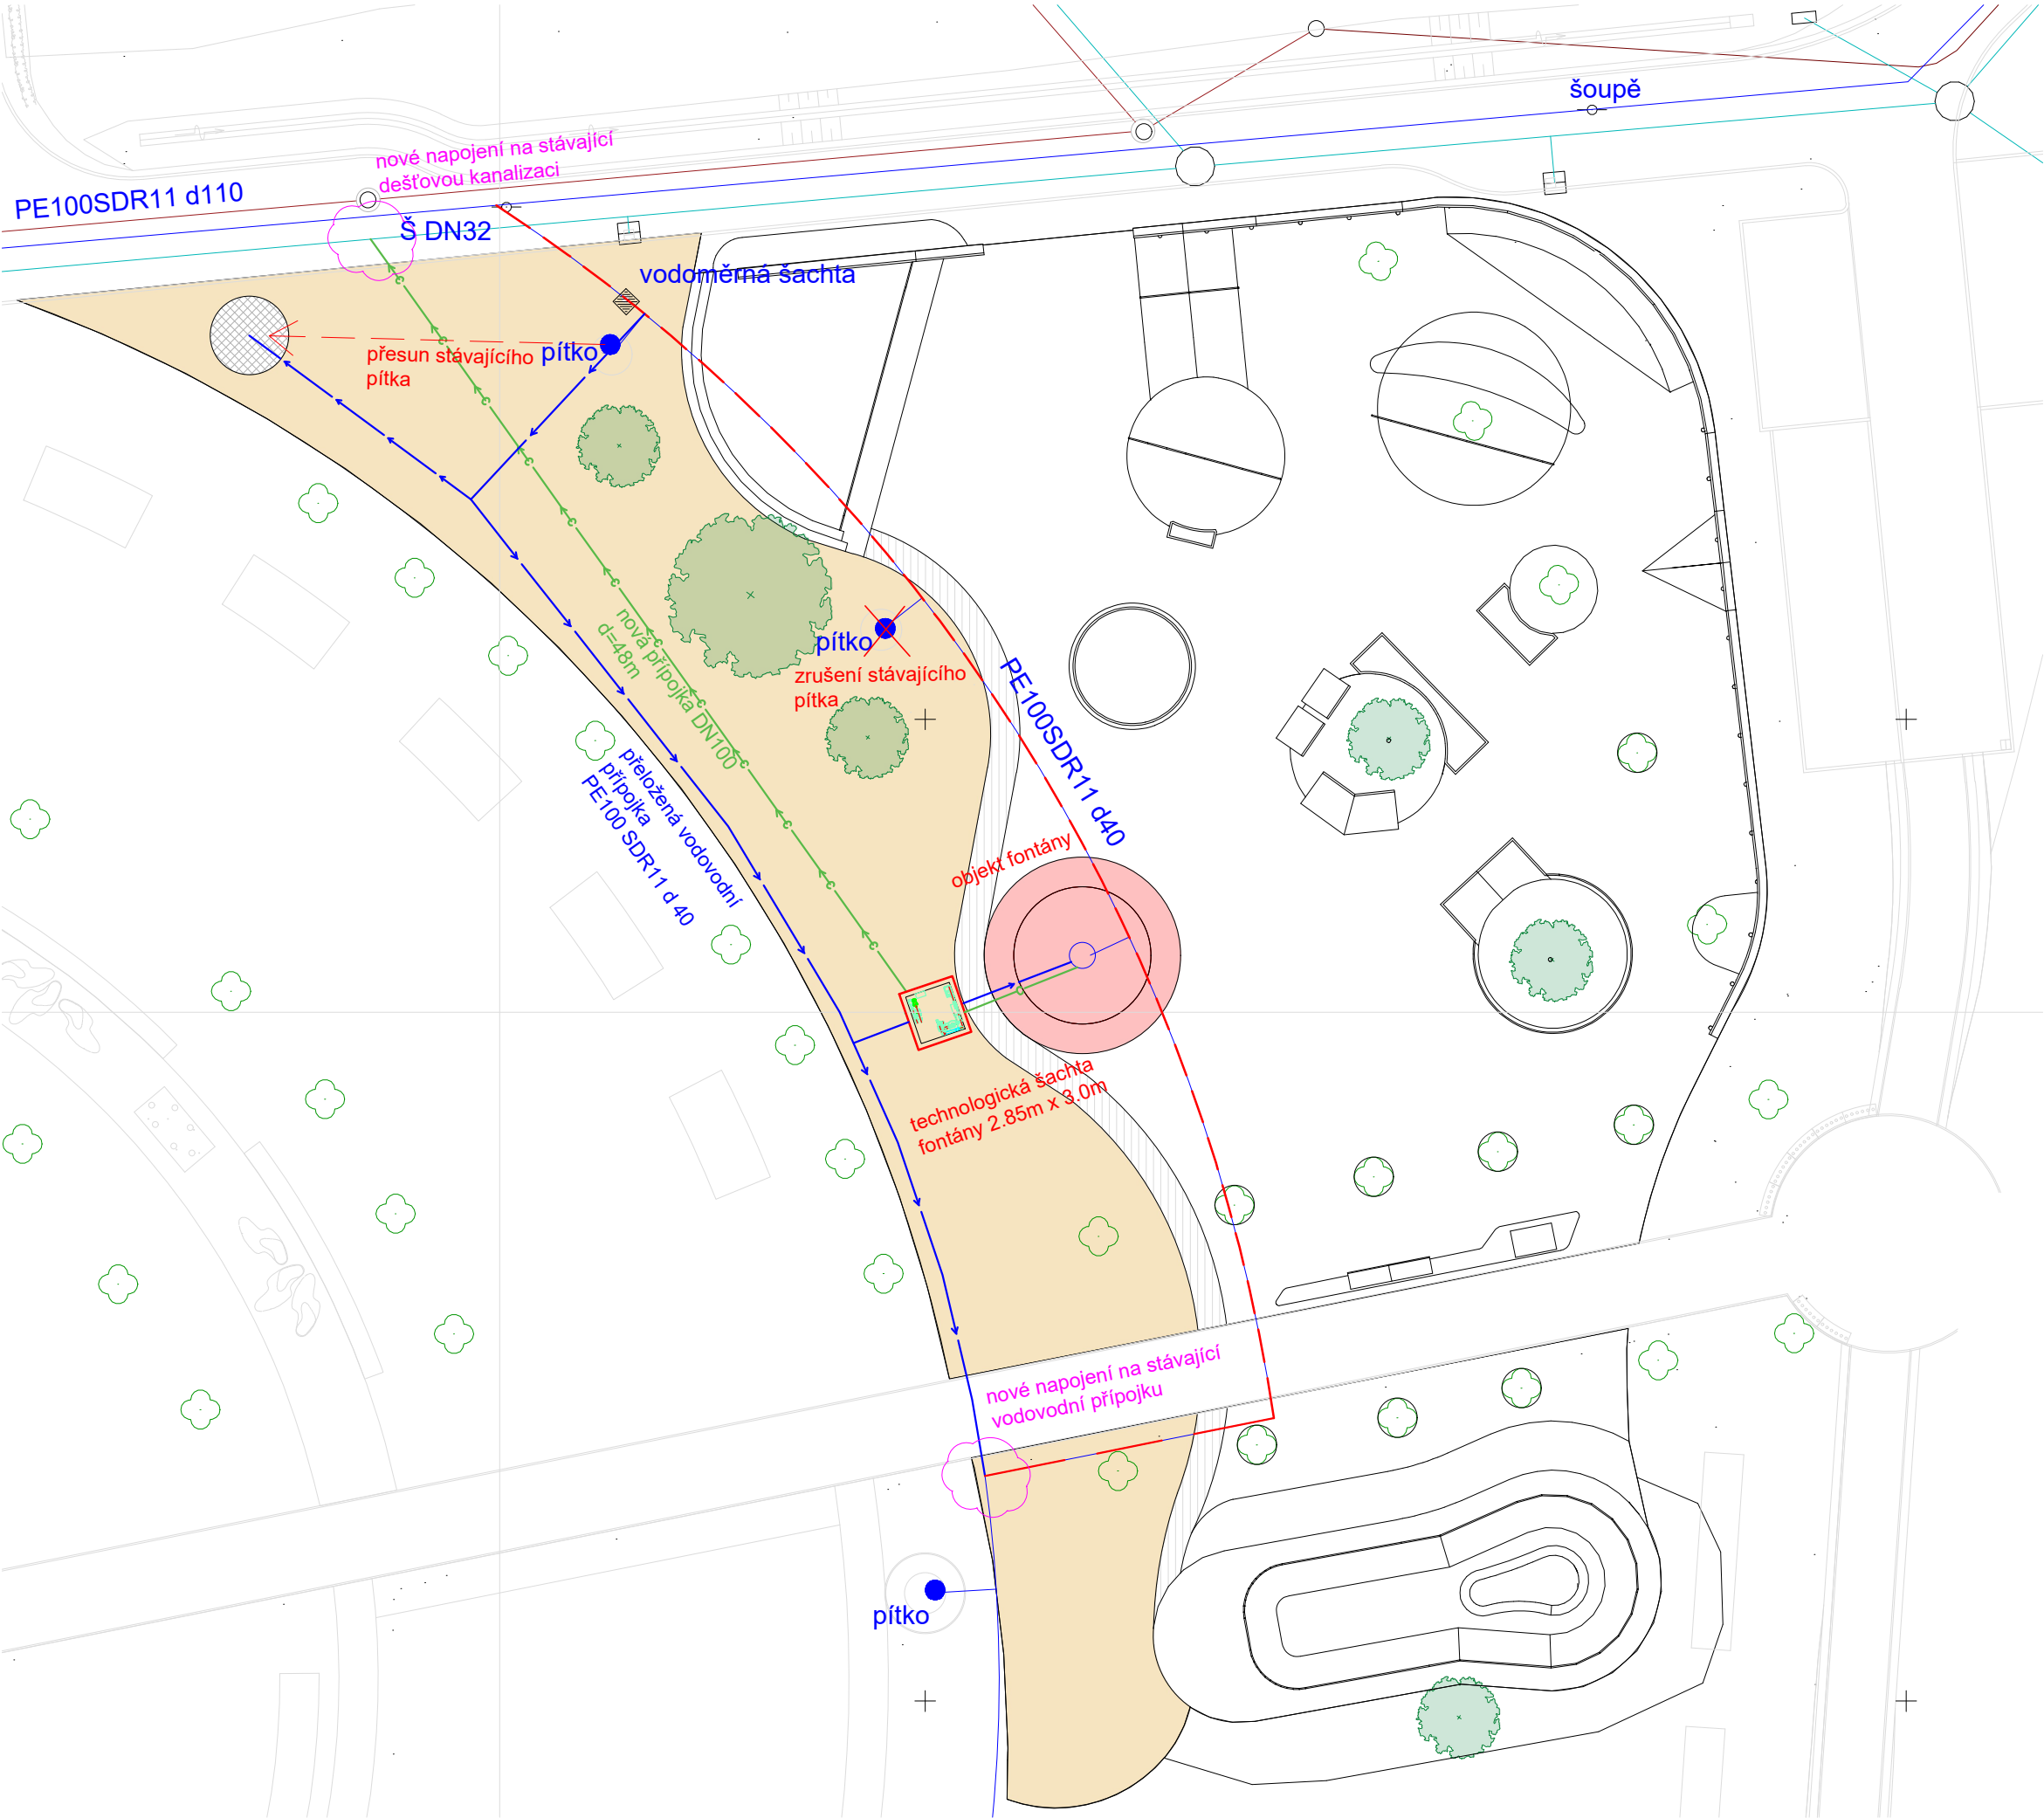 šoupě
nové napojení na stávající
dešťovou kanalizaci
PE100SDR11 d110
Š DN32
vodoměrná šachta
přesun stávajícího
pítka
pítko
nová přípojka DN100
d=48m
pítko
zrušení stávajícího
pítka
PE100SDR11 d40
přeložená vodovodní
přípojka
PE100 SDR11 d 40
objekt fontány
technologická šachta
fontány 2.85m x 3.0m
nové napojení na stávající
vodovodní přípojku
pítko